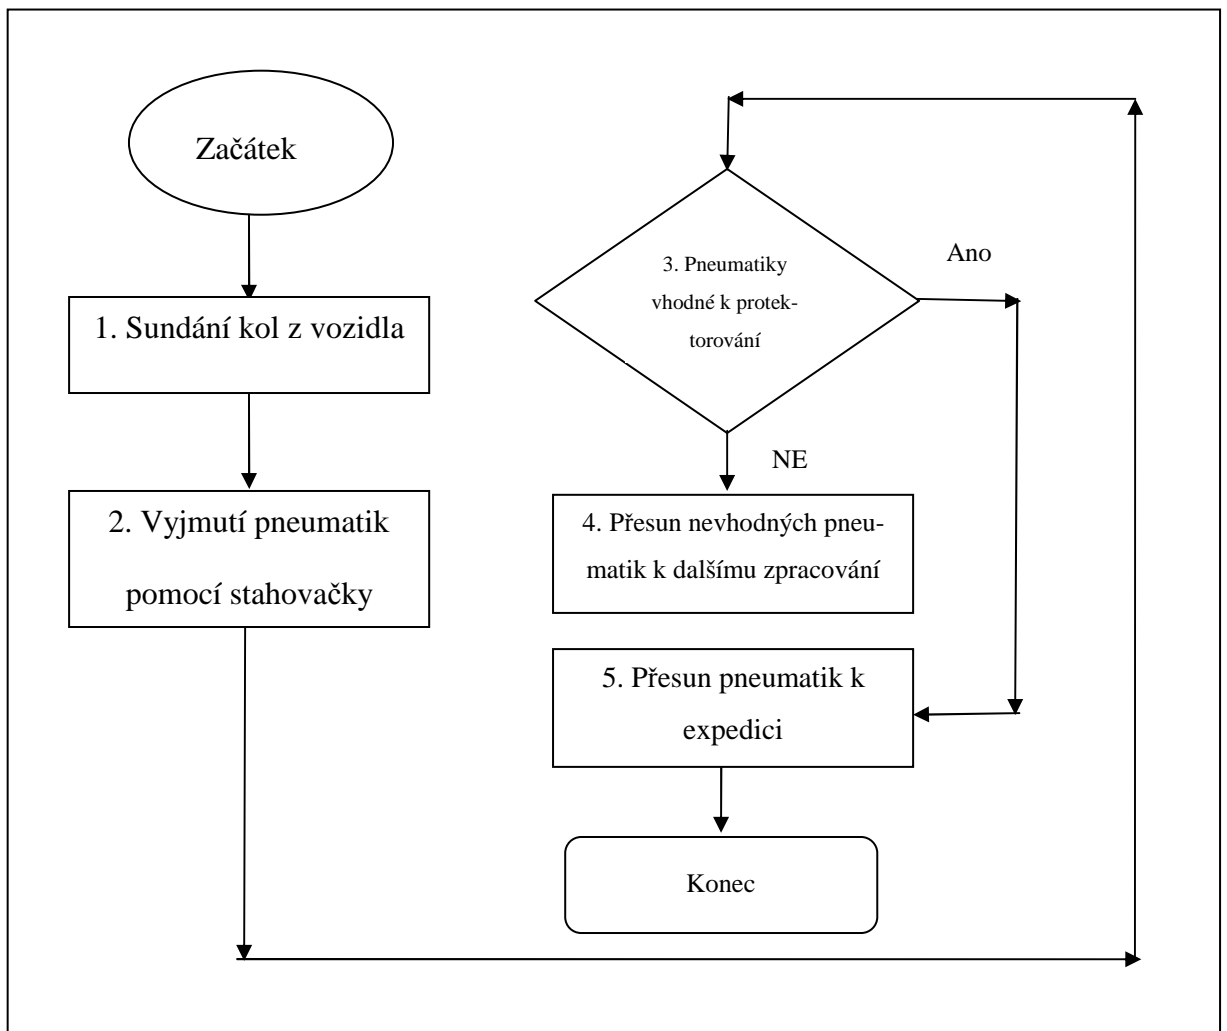 Začátek
1. Sundání kol z vozidla
2. Vyjmutí pneumatik
pomocí stahovačky
3. Pneumatiky
vhodné k protek-
torování
Ano
NE
4. Přesun nevhodných pneu-
matik k dalšímu zpracování
5. Přesun pneumatik k
expedici
Konec